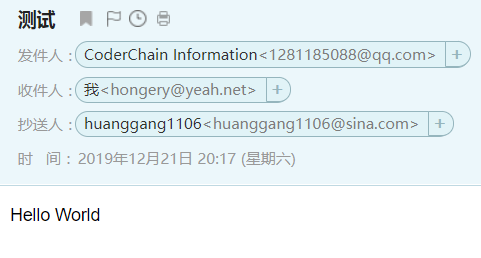 测试
发件人：CoderChain Information<1281185088@qq.com>
收件人：我<hongery@yeah.net>
抄送人：huanggang1106<huanggang1106@sina.com>
时 间：2019年12月21日 20:17 (星期六)
Hello World